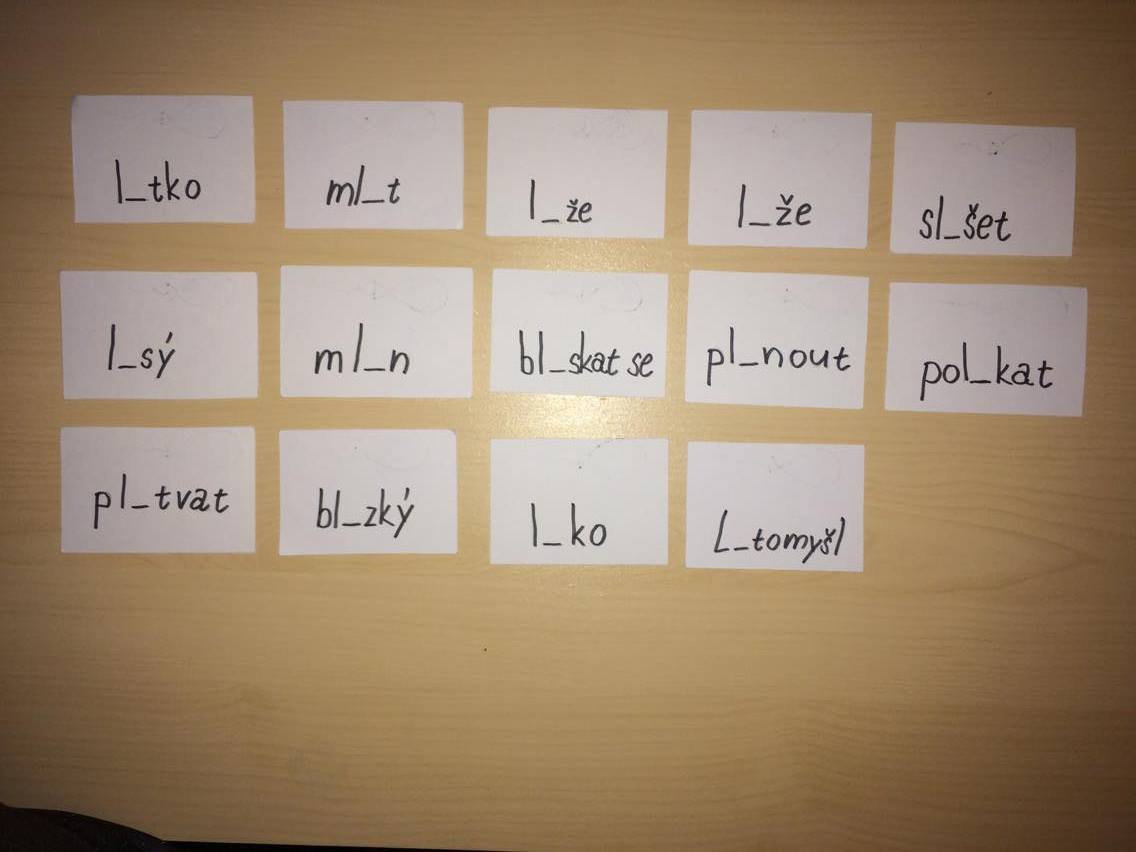 l_tko
ml_t
l_že
l_že
sl_šet
l_sý
ml_n
bl_skat se
pl_nout
pol_kat
pl_tvat
bl_zký
l_ko
L_tomyšl